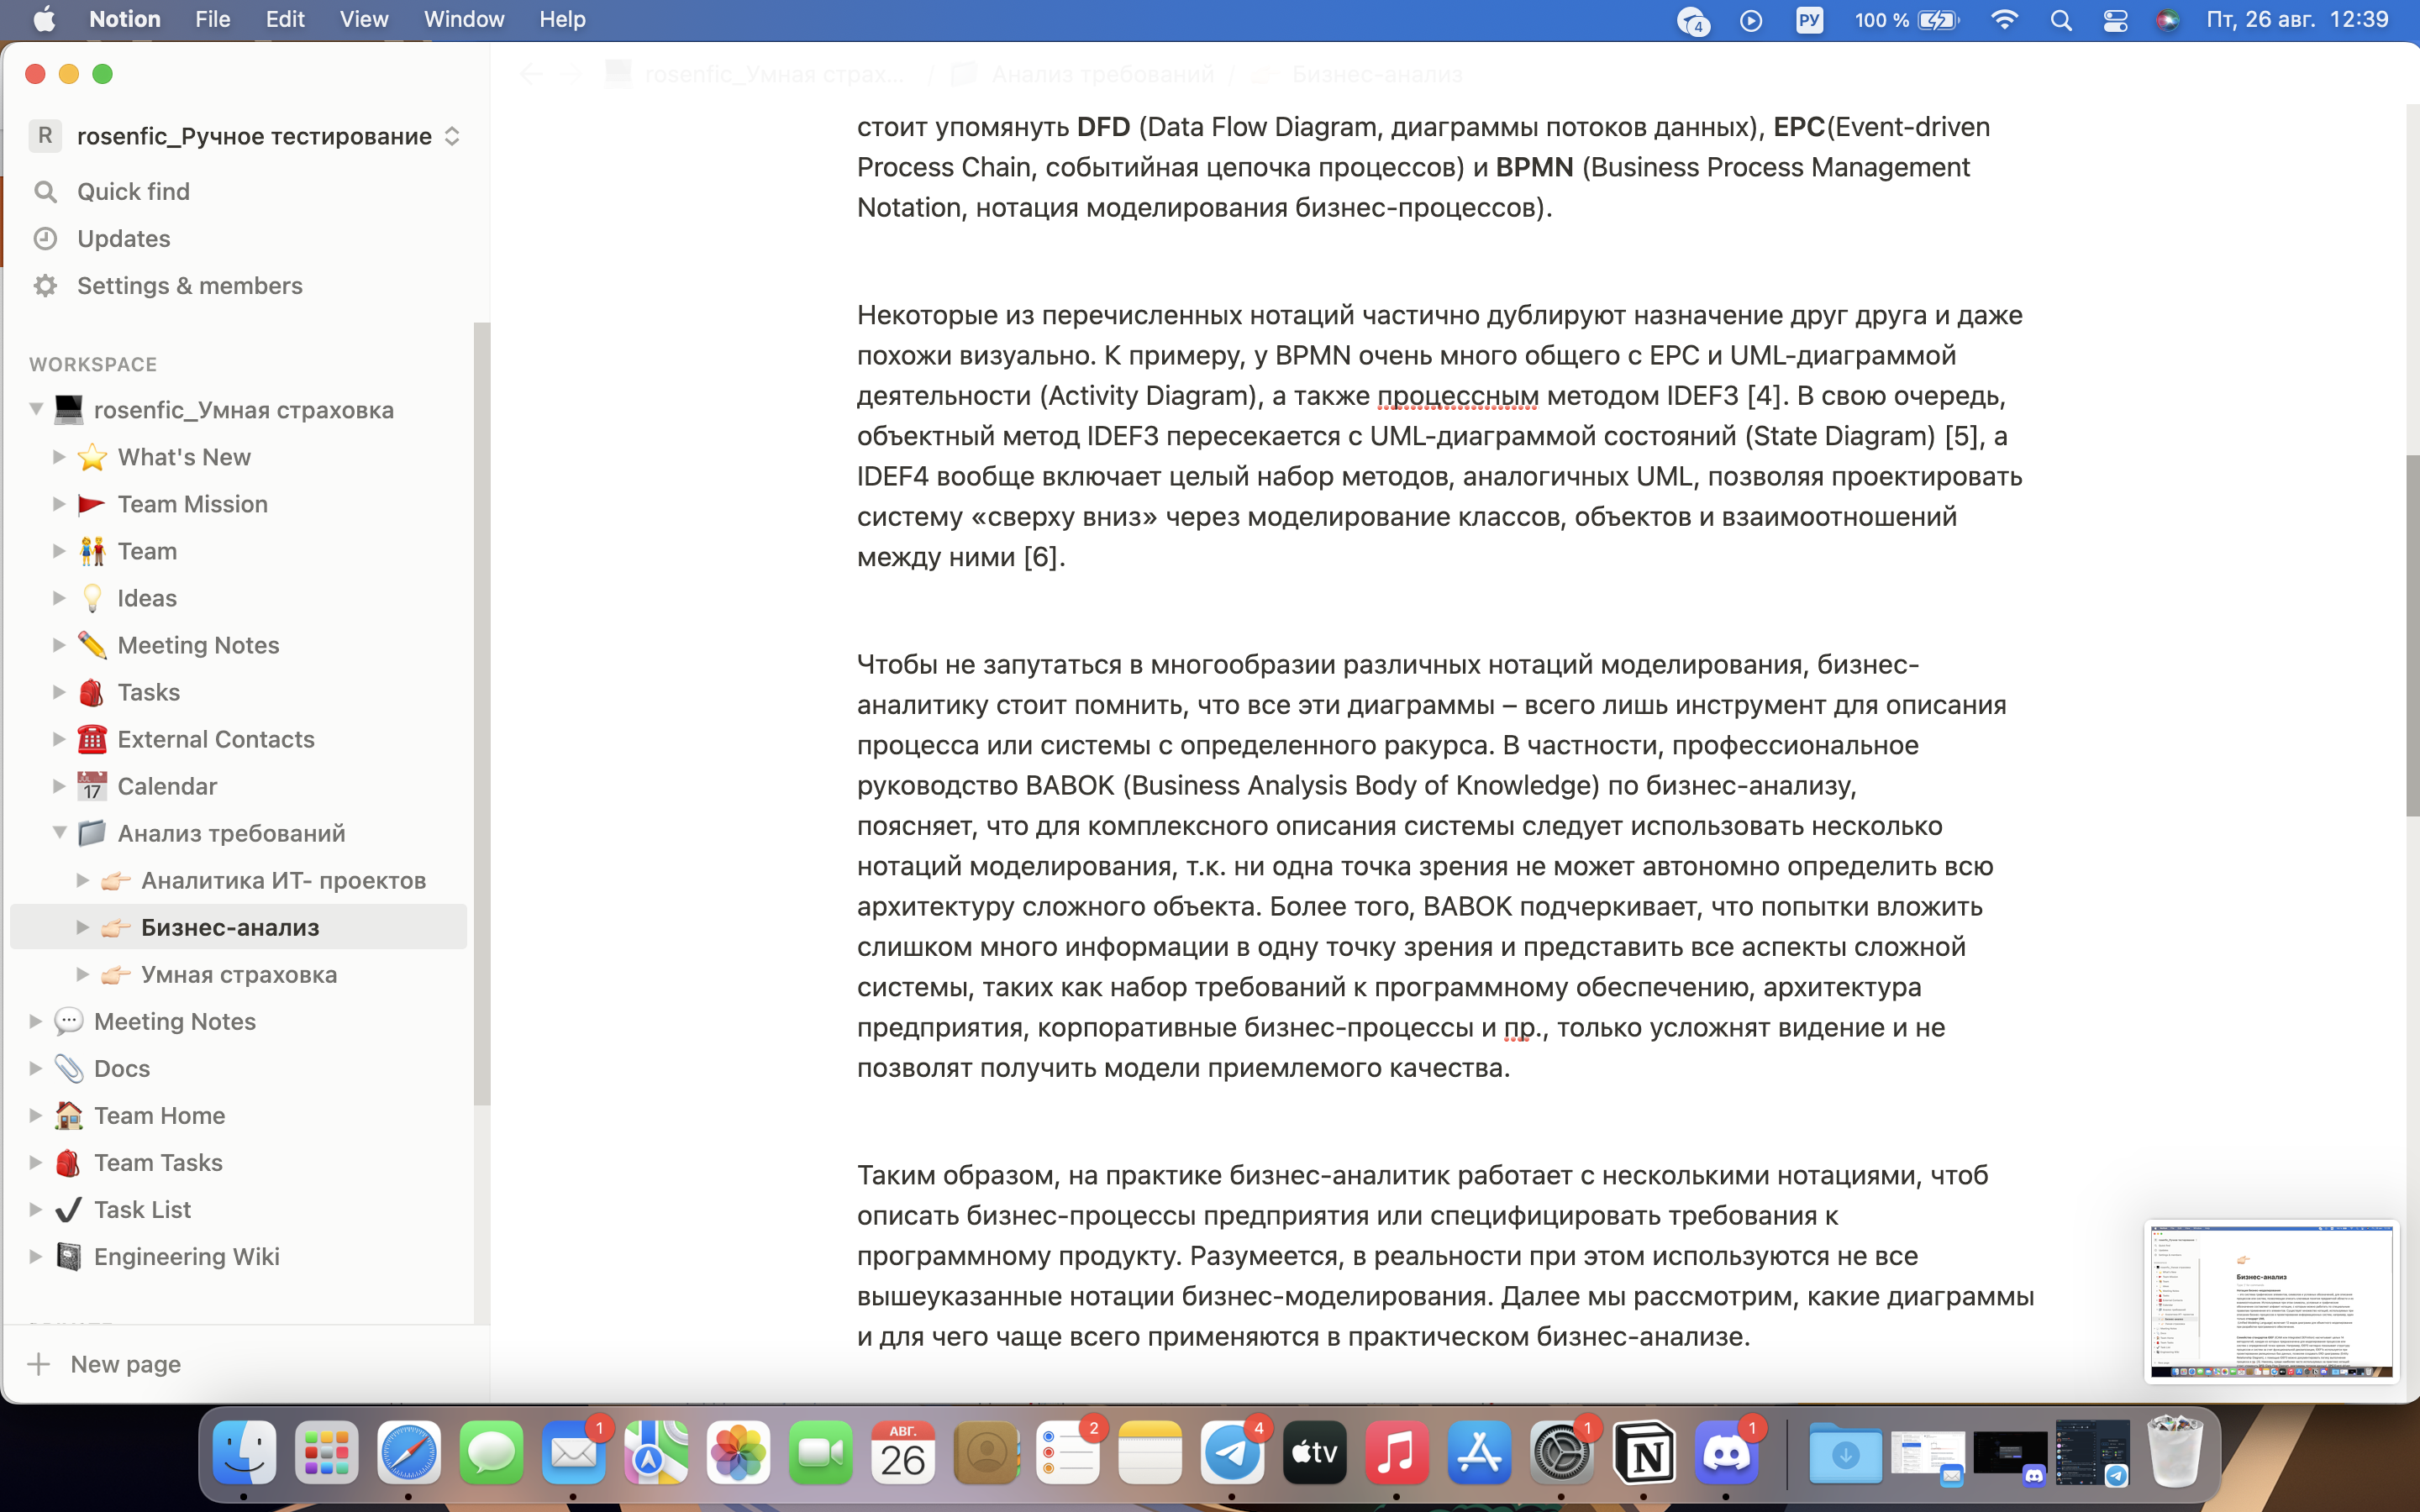 Notion File Edit View Window Help 4 РУ 100 % Пт, 26 авг. 12:39
rosenfic_Умная страх... / Анализ требований / Бизнес-анализ
R rosenfic_Ручное тестирование
Quick find
Updates
Settings & members
WORKSPACE
rosenfic_Умная страховка
What's New
Team Mission
Team
Ideas
Meeting Notes
Tasks
External Contacts
17 Calendar
Анализ требований
Аналитика ИТ- проектов
Бизнес-анализ
Умная страховка
Meeting Notes
Docs
Team Home
Team Tasks
Task List
Engineering Wiki
New page
стоит упомянуть DFD (Data Flow Diagram, диаграммы потоков данных), EPC(Event-driven
Process Chain, событийная цепочка процессов) и BPMN (Business Process Management
Notation, нотация моделирования бизнес-процессов).
Некоторые из перечисленных нотаций частично дублируют назначение друг друга и даже
похожи визуально. К примеру, у BPMN очень много общего с EPC и UML-диаграммой
деятельности (Activity Diagram), а также процессным методом IDEF3 [4]. В свою очередь,
объектный метод IDEF3 пересекается с UML-диаграммой состояний (State Diagram) [5], а
IDEF4 вообще включает целый набор методов, аналогичных UML, позволяя проектировать
систему «сверху вниз» через моделирование классов, объектов и взаимоотношений
между ними [6].
Чтобы не запутаться в многообразии различных нотаций моделирования, бизнес-
аналитику стоит помнить, что все эти диаграммы – всего лишь инструмент для описания
процесса или системы с определенного ракурса. В частности, профессиональное
руководство BABOK (Business Analysis Body of Knowledge) по бизнес-анализу,
поясняет, что для комплексного описания системы следует использовать несколько
нотаций моделирования, т.к. ни одна точка зрения не может автономно определить всю
архитектуру сложного объекта. Более того, BABOK подчеркивает, что попытки вложить
слишком много информации в одну точку зрения и представить все аспекты сложной
системы, таких как набор требований к программному обеспечению, архитектура
предприятия, корпоративные бизнес-процессы и пр., только усложнят видение и не
позволят получить модели приемлемого качества.
Таким образом, на практике бизнес-аналитик работает с несколькими нотациями, чтоб
описать бизнес-процессы предприятия или специфицировать требования к
программному продукту. Разумеется, в реальности при этом используются не все
вышеуказанные нотации бизнес-моделирования. Далее мы рассмотрим, какие диаграммы
и для чего чаще всего применяются в практическом бизнес-анализе.
Бизнес-анализ
1 АВГ. 26 2 4 tv 1 1